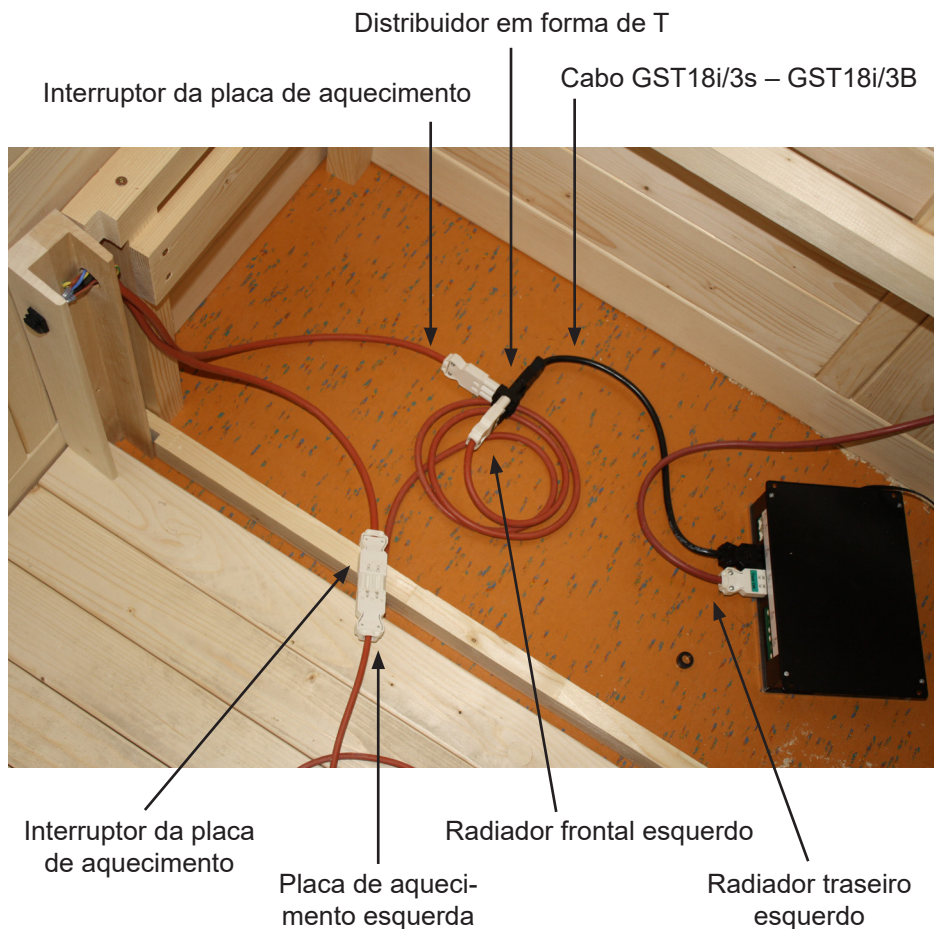 Distribuidor em forma de T
Cabo GST18i/3s – GST18i/3B
Interruptor da placa de aquecimento
Interruptor da placa
de aquecimento
Radiador frontal esquerdo
Placa de aqueci-
mento esquerda
Radiador traseiro
esquerdo